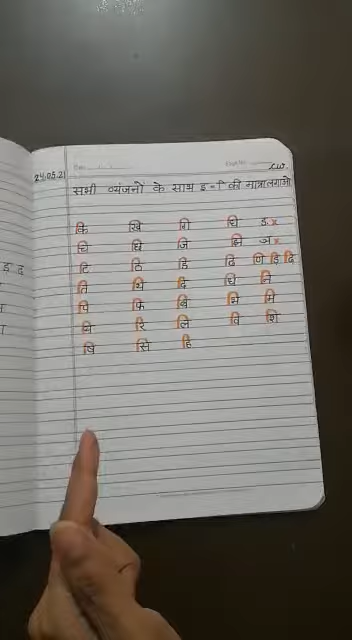 24.05.21
C.W.
सभी व्यंजनों के साथ इ = ि की मात्रा लगाओ
कि खि गि घि ङ x
चि छि जि झि ञ x
टि ठि डि ढि णि ड़ि ढ़ि
ति थि दि धि नि
पि फि बि भि मि
यि रि लि वि शि
षि सि हि